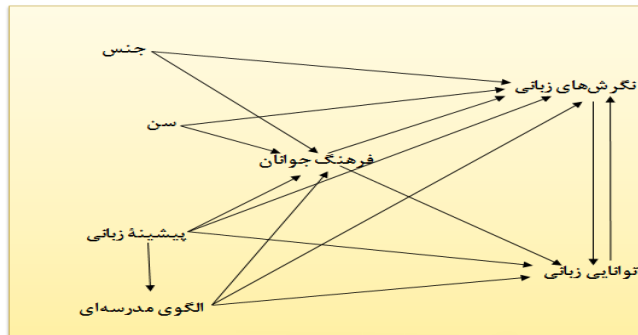 جنس
نگرش‌های زبانی
سن
فرهنگ جوانان
پیشینهٔ زبانی
توانایی زبانی
الگوی مدرسه‌ای